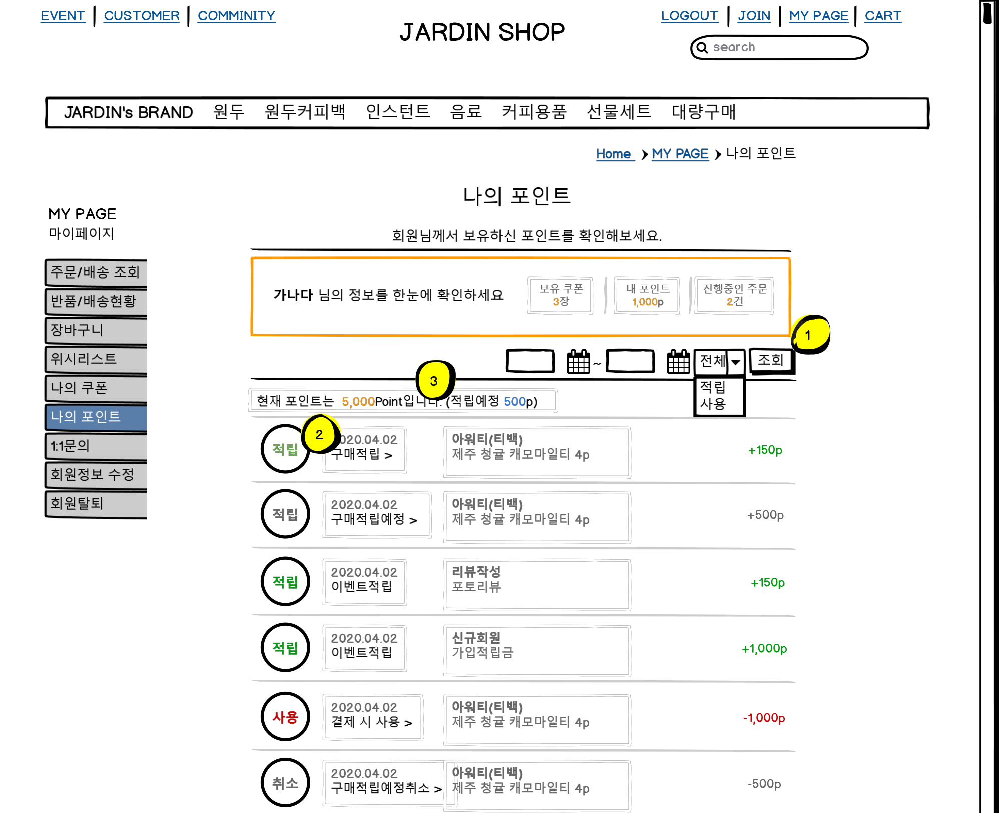 EVENT CUSTOMER COMMINITY
LOGOUT JOIN MY PAGE CART
JARDIN SHOP
search
JARDIN's BRAND 원두 원두커피백 인스턴트 음료 커피용품 선물세트 대량구매
Home MY PAGE 나의 포인트
나의 포인트
MY PAGE
마이페이지
회원님께서 보유하신 포인트를 확인해보세요.
주문/배송 조회
반품/배송현황
장바구니
위시리스트
나의 쿠폰
나의 포인트
1:1문의
회원정보 수정
회원탈퇴
가나다 님의 정보를 한눈에 확인하세요
보유 쿠폰
3장
내 포인트
1,000p
진행중인 주문
2건
1
~ 전체 조회
적립
사용
3
현재 포인트는 5,000Point입니다. (적립예정 500p)
2
적립
2020.04.02
구매적립 >
아워티(티백)
제주 청귤 캐모마일티 4p
+150p
적립
2020.04.02
구매적립예정 >
아워티(티백)
제주 청귤 캐모마일티 4p
+500p
적립
2020.04.02
이벤트적립
리뷰작성
포토리뷰
+150p
적립
2020.04.02
이벤트적립
신규회원
가입적립금
+1,000p
사용
2020.04.02
결제 시 사용 >
아워티(티백)
제주 청귤 캐모마일티 4p
-1,000p
취소
2020.04.02
구매적립예정취소 >
아워티(티백)
제주 청귤 캐모마일티 4p
-500p